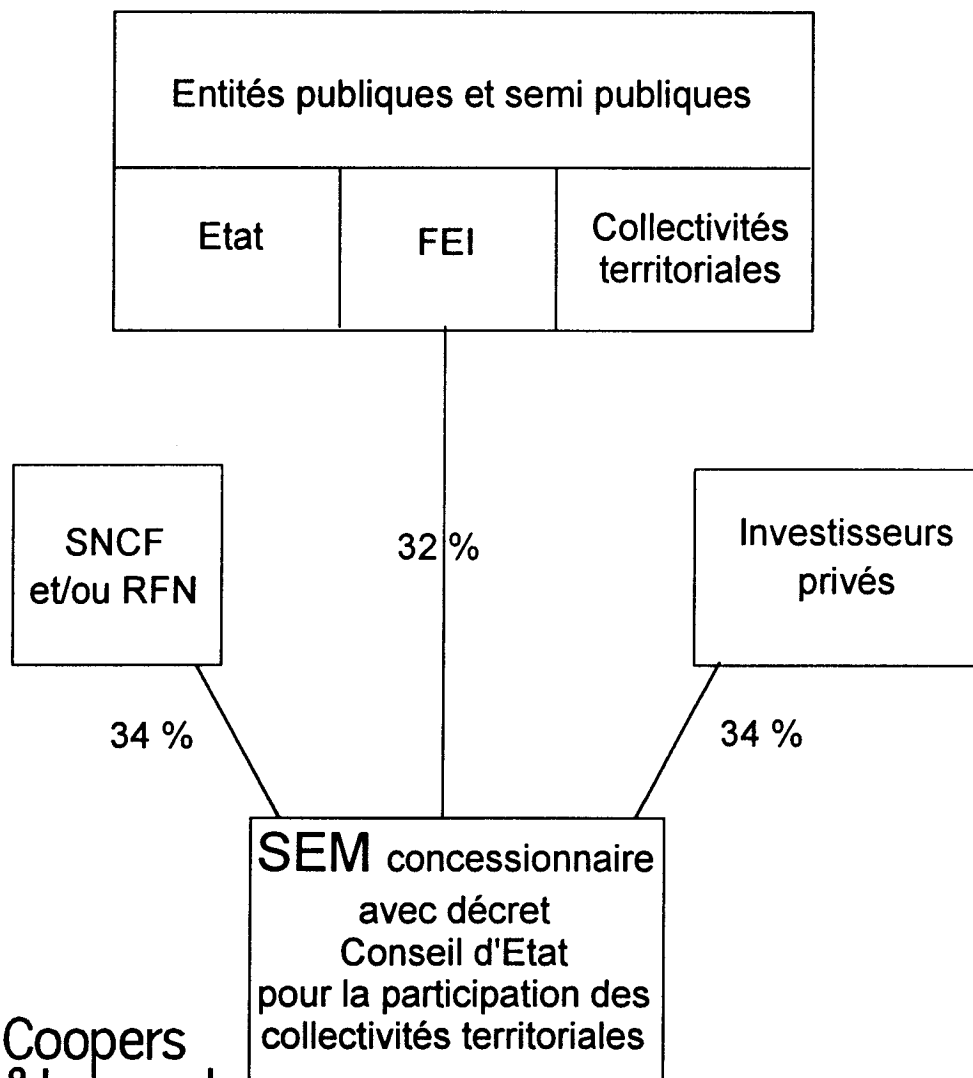 Entités publiques et semi publiques
Etat
FEI
Collectivités
territoriales
SNCF
et/ou RFN
32 %
Investisseurs
privés
34 %
34 %
SEM concessionnaire
avec décret
Conseil d'Etat
pour la participation des
collectivités territoriales
Coopers